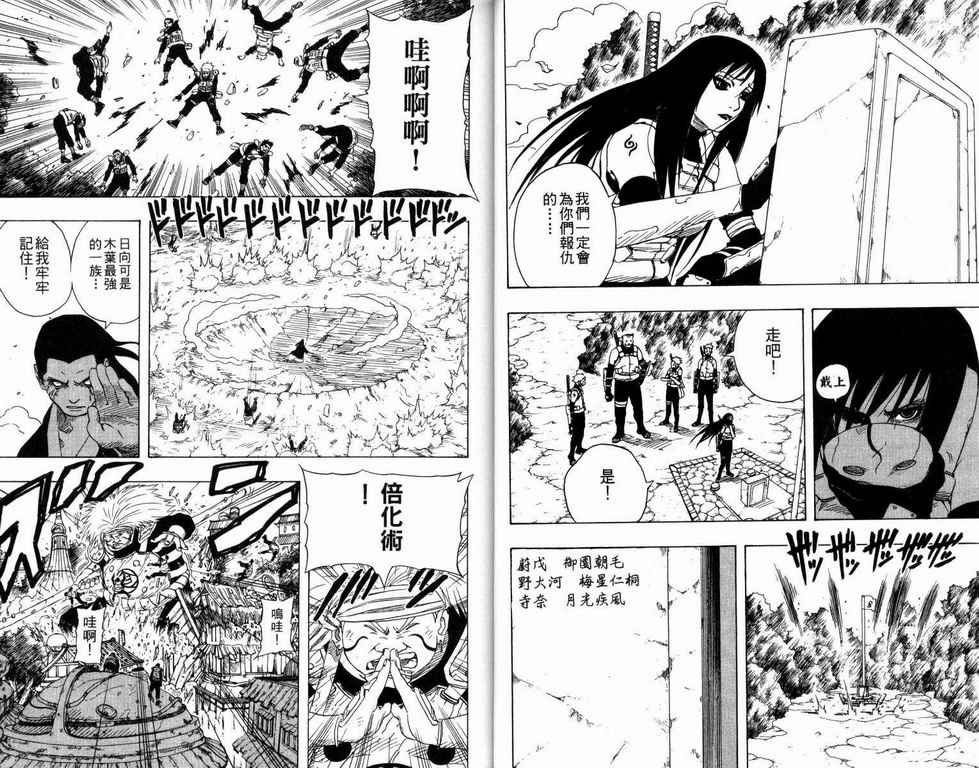 我們一定會
為你們報仇
的……
戴上
走吧!
是!
ザッザッザッザッザッ
蔚戊 御園朝毛
野大河 梅星仁桐
寺奈 月光疾風
哇啊啊啊!
ドドドドドドドドドドドッ
日向可是
木葉最強
的一族…
給我牢牢
記住!
倍化術
!
嗚哇!
哇啊!